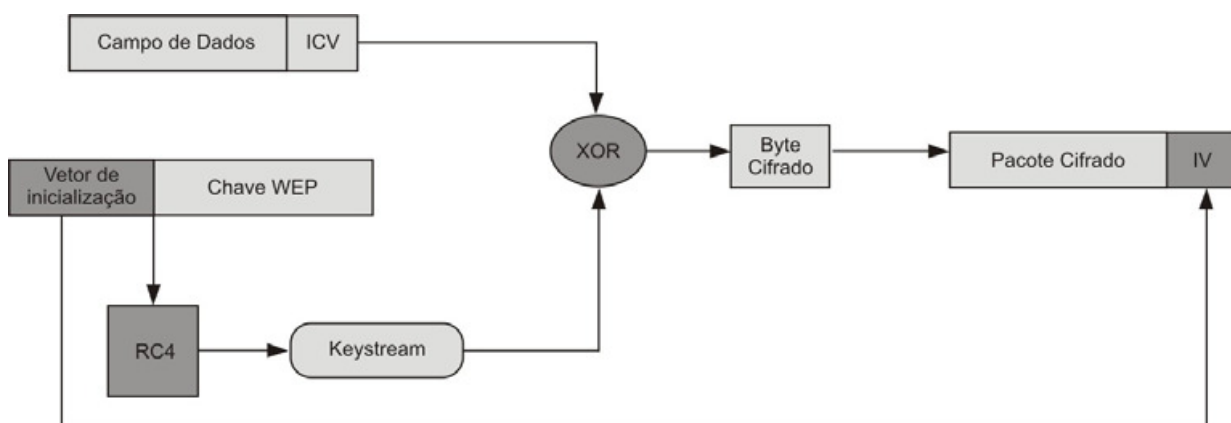 Campo de Dados
ICV
Vetor de
inicialização
Chave WEP
XOR
Byte
Cifrado
Pacote Cifrado
IV
RC4
Keystream